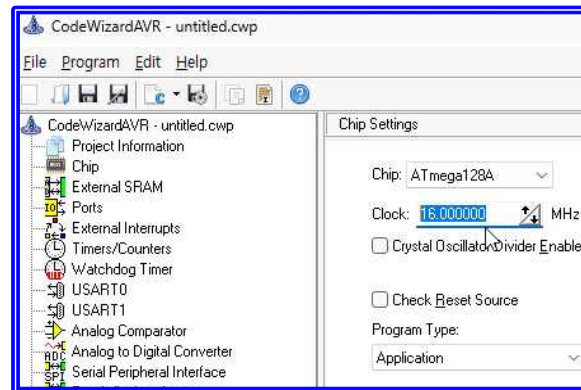 CodeWizardAVR - untitled.cwp
File Program Edit Help
CodeWizardAVR - untitled.cwp
Project Information
Chip
External SRAM
Ports
External Interrupts
Timers/Counters
Watchdog Timer
USART0
USART1
Analog Comparator
Analog to Digital Converter
Serial Peripheral Interface
Chip Settings
Chip: ATmega128A
Clock: 16.000000 MHz
Crystal Oscillator Divider Enable
Check Reset Source
Program Type:
Application